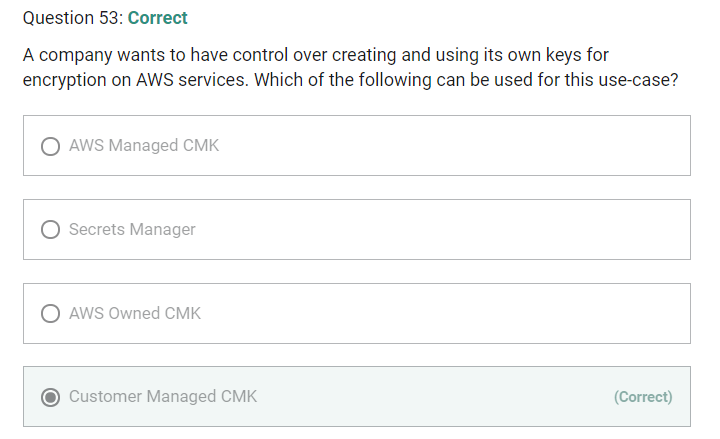 Question 53: Correct
A company wants to have control over creating and using its own keys for
encryption on AWS services. Which of the following can be used for this use-case?
AWS Managed CMK
Secrets Manager
AWS Owned CMK
Customer Managed CMK (Correct)